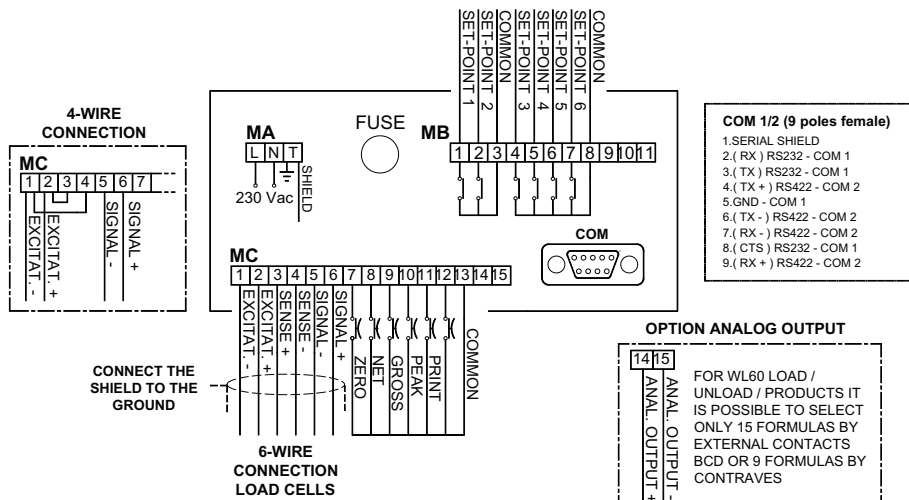 SET-POINT 1
SET-POINT 2
COMMON
SET-POINT 3
SET-POINT 4
SET-POINT 5
SET-POINT 6
COMMON
4-WIRE
CONNECTION
MC
1 2 3 4 5 6 7
EXCITAT. -
EXCITAT. +
SIGNAL -
SIGNAL +
MA
L N T
230 Vac
SHIELD
FUSE
MB
1 2 3 4 5 6 7 8 9 10 11
COM
COM 1/2 (9 poles female)
1.SERIAL SHIELD
2.( RX ) RS232 - COM 1
3.( TX ) RS232 - COM 1
4.( TX + ) RS422 - COM 2
5.GND - COM 1
6.( TX - ) RS422 - COM 2
7.( RX - ) RS422 - COM 2
8.( CTS ) RS232 - COM 1
9.( RX + ) RS422 - COM 2
MC
1 2 3 4 5 6 7 8 9 10 11 12 13 14 15
EXCITAT. -
EXCITAT. +
SENSE +
SENSE -
SIGNAL -
SIGNAL +
ZERO
NET
GROSS
PEAK
PRINT
COMMON
CONNECT THE
SHIELD TO THE
GROUND
6-WIRE
CONNECTION
LOAD CELLS
OPTION ANALOG OUTPUT
14 15
ANAL. OUTPUT +
ANAL. OUTPUT -
FOR WL60 LOAD /
UNLOAD / PRODUCTS IT
IS POSSIBLE TO SELECT
ONLY 15 FORMULAS BY
EXTERNAL CONTACTS
BCD OR 9 FORMULAS BY
CONTRAVES